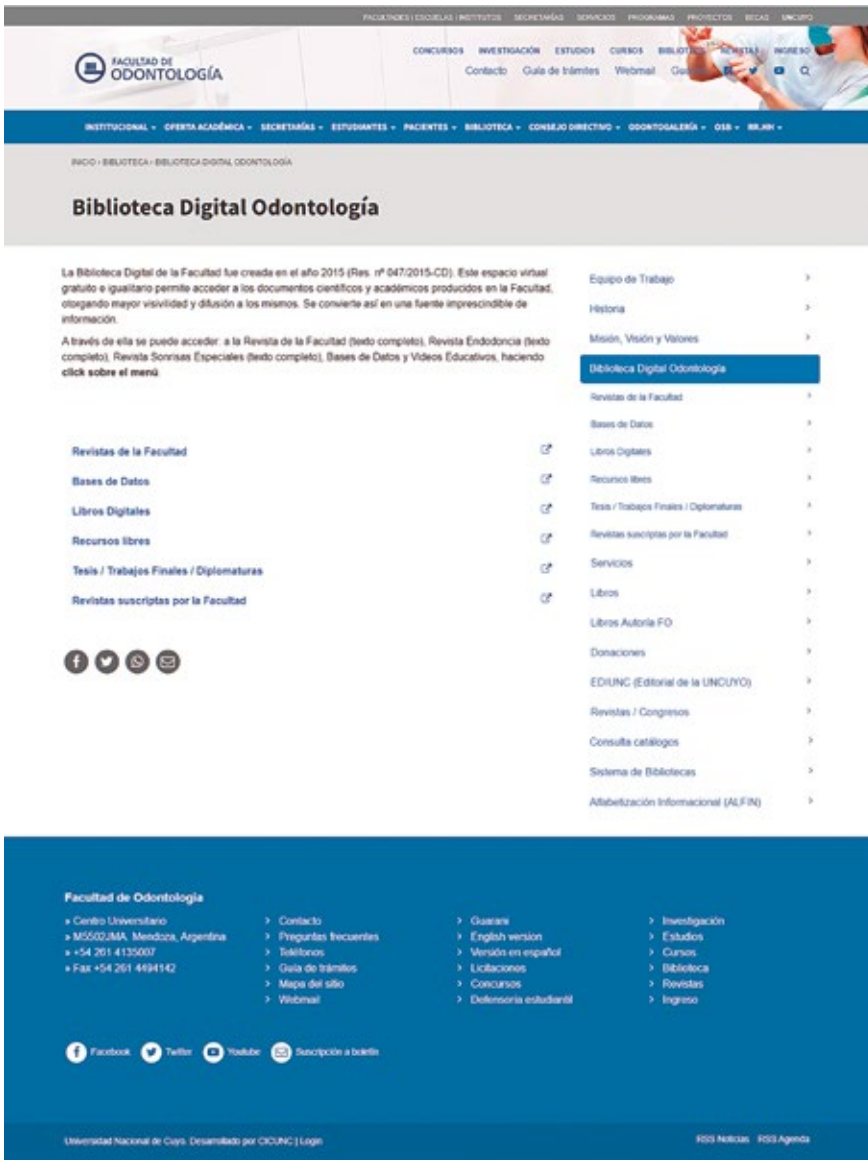 FACULTADES | ESCUELAS | INSTITUTOS SECRETARÍAS SERVICIOS PROGRAMAS PROYECTOS BECAS UNCUYO
FACULTAD DE
ODONTOLOGÍA
CONCURSOS INVESTIGACIÓN ESTUDIOS CURSOS REVISTAS INGRESO
Contacto Guía de trámites Webmail
INSTITUCIONAL OFERTA ACADÉMICA SECRETARÍAS ESTUDIANTES PACIENTES BIBLIOTECA CONSEJO DIRECTIVO ODONTOGALERÍA OSB RR.HH
INICIO › BIBLIOTECA › BIBLIOTECA DIGITAL ODONTOLOGÍA
Biblioteca Digital Odontología
La Biblioteca Digital de la Facultad fue creada en el año 2015 (Res. nº 047/2015-CD). Este espacio virtual
gratuito e igualitario permite acceder a los documentos científicos y académicos producidos en la Facultad,
otorgando mayor visivilidad y difusión a los mismos. Se convierte así en una fuente imprescindible de
información.
A través de ella se puede acceder: a la Revista de la Facultad (texto completo), Revista Endodoncia (texto
completo), Revista Sonrisas Especiales (texto completo), Bases de Datos y Videos Educativos, haciendo
click sobre el menú.
Revistas de la Facultad
Bases de Datos
Libros Digitales
Recursos libres
Tesis / Trabajos Finales / Diplomaturas
Revistas suscriptas por la Facultad
Equipo de Trabajo
Historia
Misión, Visión y Valores
Biblioteca Digital Odontología
Revistas de la Facultad
Bases de Datos
Libros Digitales
Recursos libres
Tesis / Trabajos Finales / Diplomaturas
Revistas suscriptas por la Facultad
Servicios
Libros
Libros Autoría FO
Donaciones
EDIUNC (Editorial de la UNCUYO)
Revistas / Congresos
Consulta catálogos
Sistema de Bibliotecas
Alfabetización Informacional (ALFIN)
Facultad de Odontología
» Centro Universitario
» M5502JMA. Mendoza, Argentina
» +54 261 4135007
» Fax +54 261 4494142
Contacto
Preguntas frecuentes
Teléfonos
Guía de trámites
Mapa del sitio
Webmail
Guaraní
English version
Versión en español
Licitaciones
Concursos
Defensoría estudiantil
Investigación
Estudios
Cursos
Biblioteca
Revistas
Ingreso
Facebook Twitter Youtube Suscripción a boletín
Universidad Nacional de Cuyo. Desarrollado por CICUNC | Login
RSS Noticias RSS Agenda